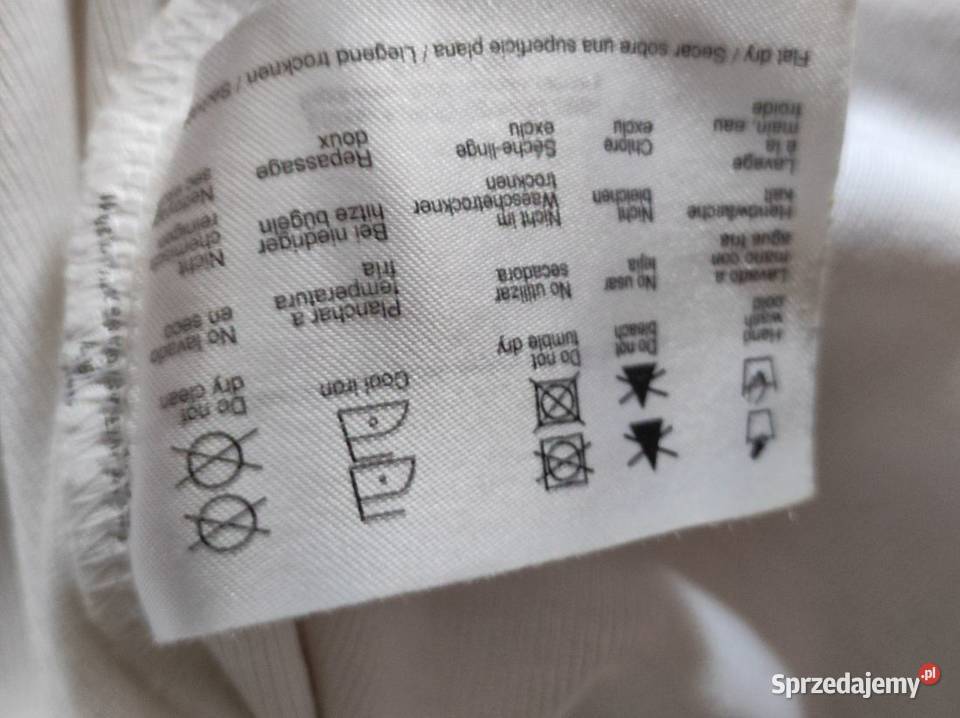 Hand
wash
cold
Do not
bleach
Do not
tumble dry
Cool iron
Do not
dry clean
Lavado a
mano con
agua fria
No usar
lejia
No utilizar
secadora
Planchar a
temperatura
fria
No lavado
en seco
Handwäsche
kalt
Nicht
bleichen
Nicht im
Waeschetrockner
trocknen
Bei niedriger
hitze bügeln
Nicht
chemisch
reinigen
Lavage
à la
main, eau
froide
Chlore
exclu
Sèche-linge
exclu
Repassage
doux
Flat dry / Secar sobre una superficie plana / Liegend trocknen /
Sprzedajemy.pl